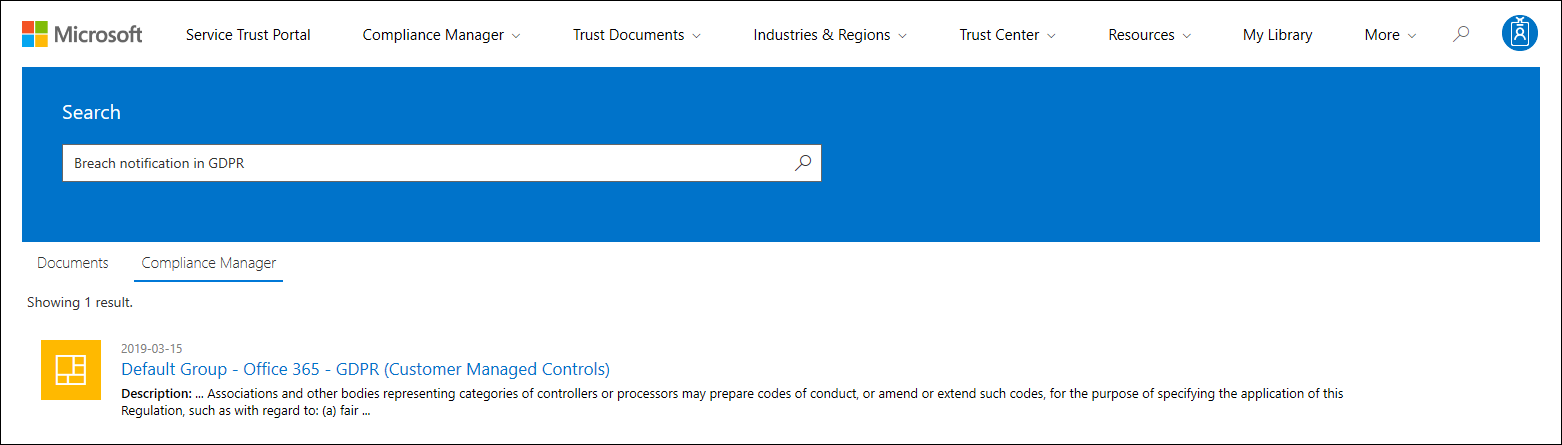 Microsoft Service Trust Portal Compliance Manager Trust Documents Industries & Regions Trust Center Resources My Library More
Search
Breach notification in GDPR
Documents Compliance Manager
Showing 1 result.
2019-03-15
Default Group - Office 365 - GDPR (Customer Managed Controls)
Description: ... Associations and other bodies representing categories of controllers or processors may prepare codes of conduct, or amend or extend such codes, for the purpose of specifying the application of this
Regulation, such as with regard to: (a) fair ...